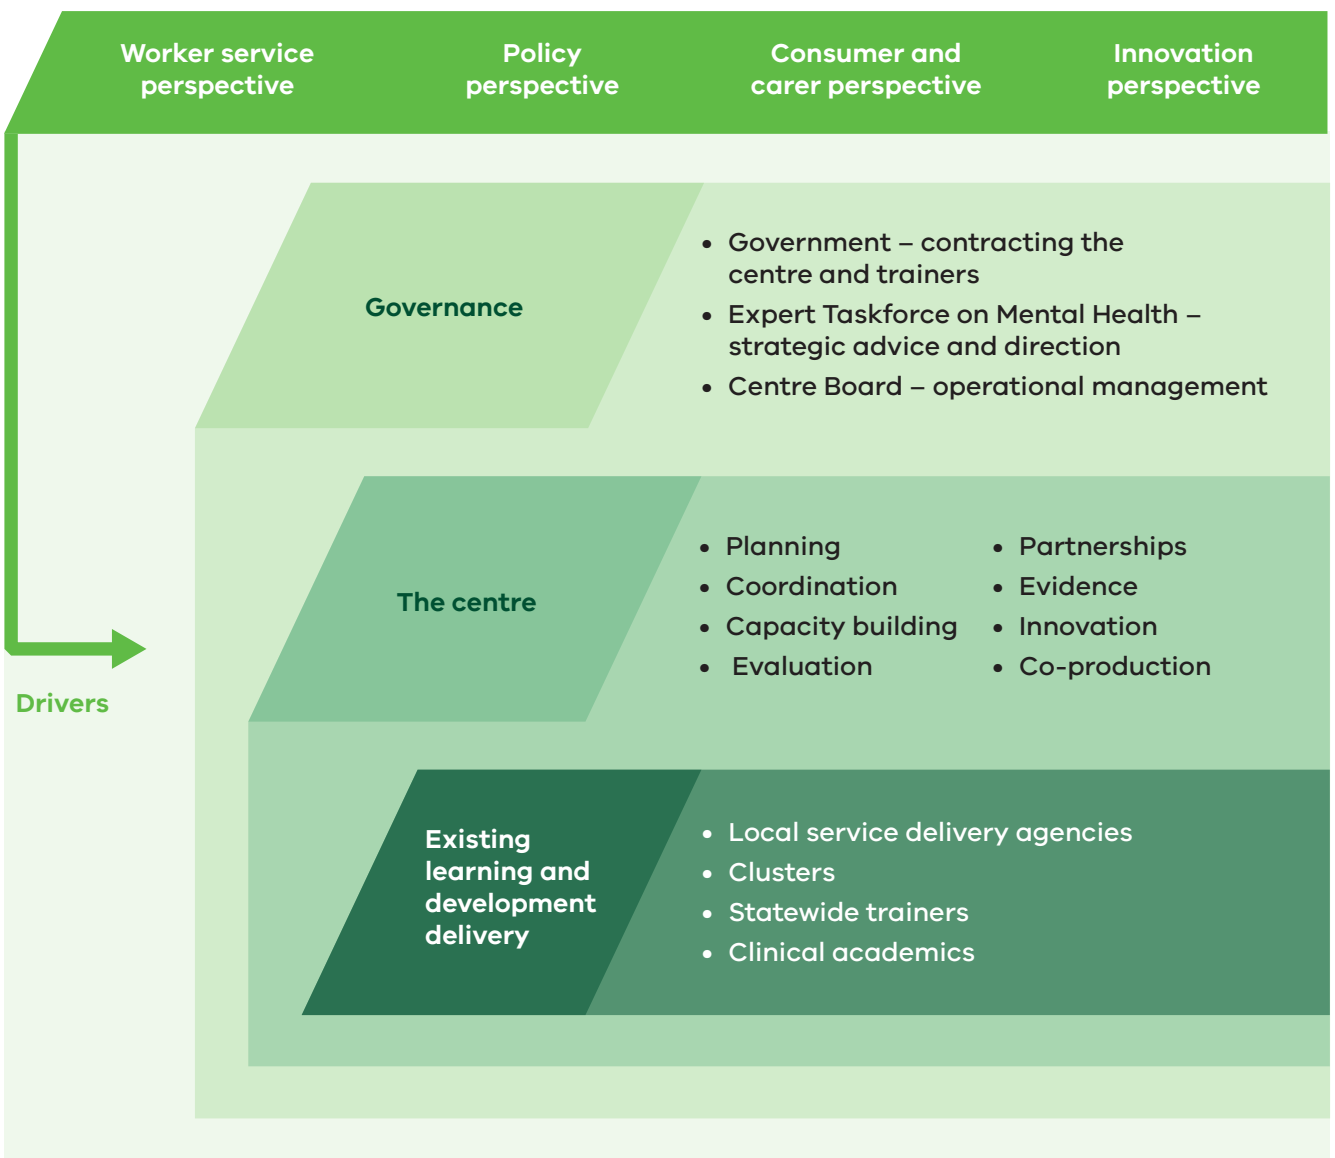 Worker service
perspective
Policy
perspective
Consumer and
carer perspective
Innovation
perspective
Governance
• Government – contracting the
centre and trainers
• Expert Taskforce on Mental Health –
strategic advice and direction
• Centre Board – operational management
The centre
• Planning
• Coordination
• Capacity building
• Evaluation
• Partnerships
• Evidence
• Innovation
• Co-production
Drivers
Existing
learning and
development
delivery
• Local service delivery agencies
• Clusters
• Statewide trainers
• Clinical academics